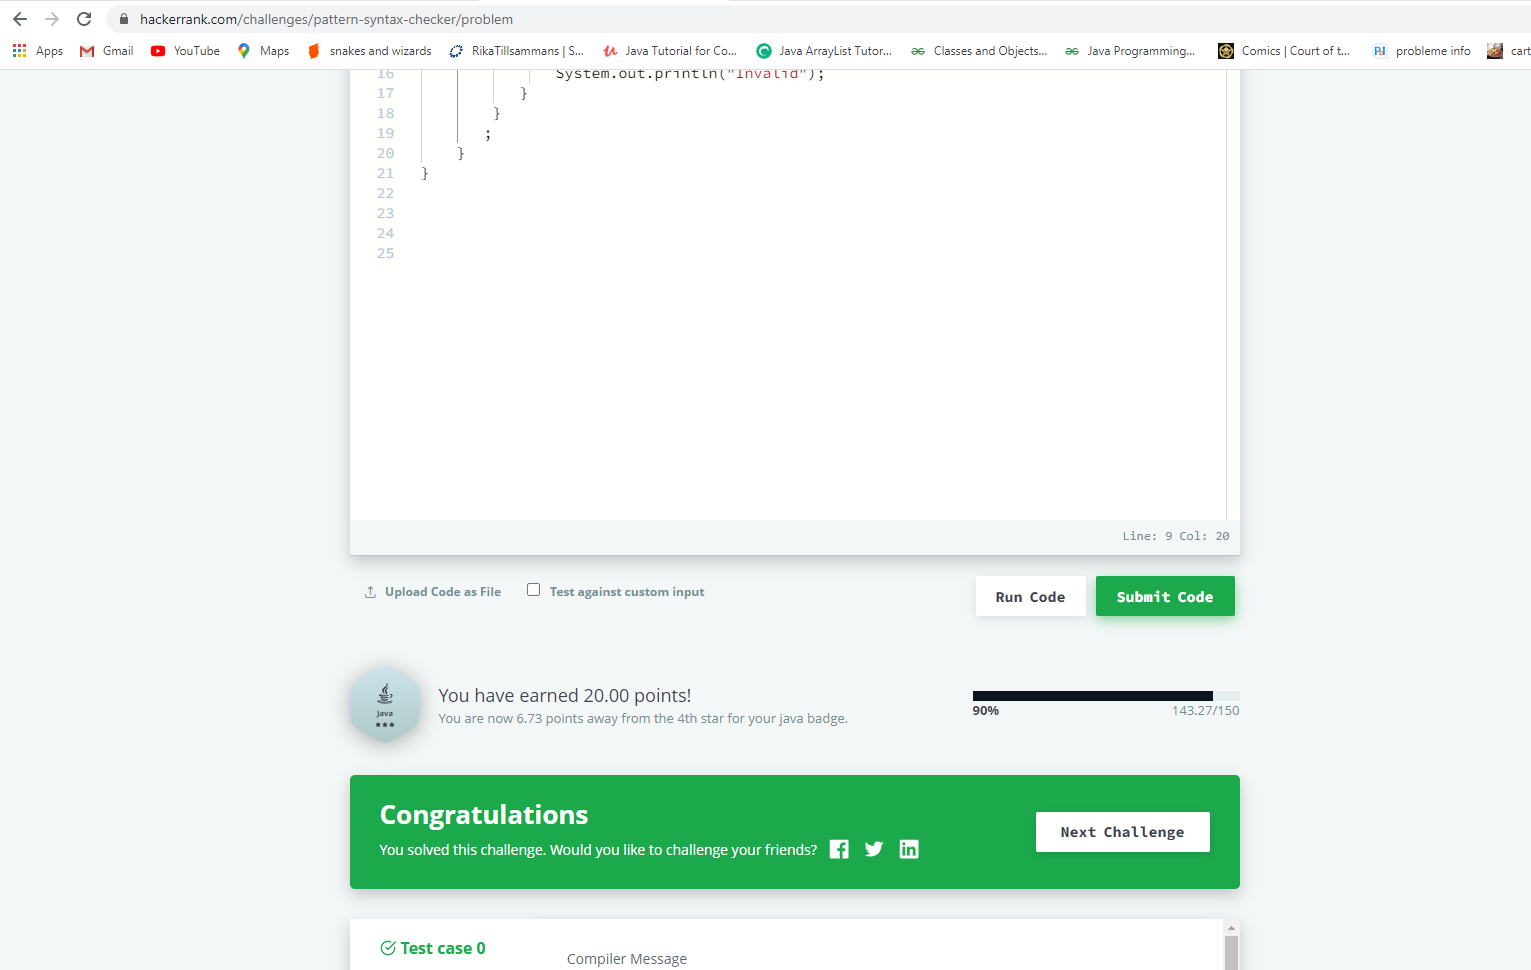 hackerrank.com/challenges/pattern-syntax-checker/problem
Apps Gmail YouTube Maps snakes and wizards RikaTillsammans | S... Java Tutorial for Co... Java ArrayList Tutor... Classes and Objects... Java Programming... Comics | Court of t... probleme info cart
16 System.out.println("Invalid");
17 }
18 }
19 ;
20 }
21 }
22
23
24
25
Line: 9 Col: 20
Upload Code as File Test against custom input Run Code Submit Code
Java
You have earned 20.00 points!
You are now 6.73 points away from the 4th star for your java badge.
90% 143.27/150
Congratulations
You solved this challenge. Would you like to challenge your friends?
Next Challenge
Test case 0
Compiler Message